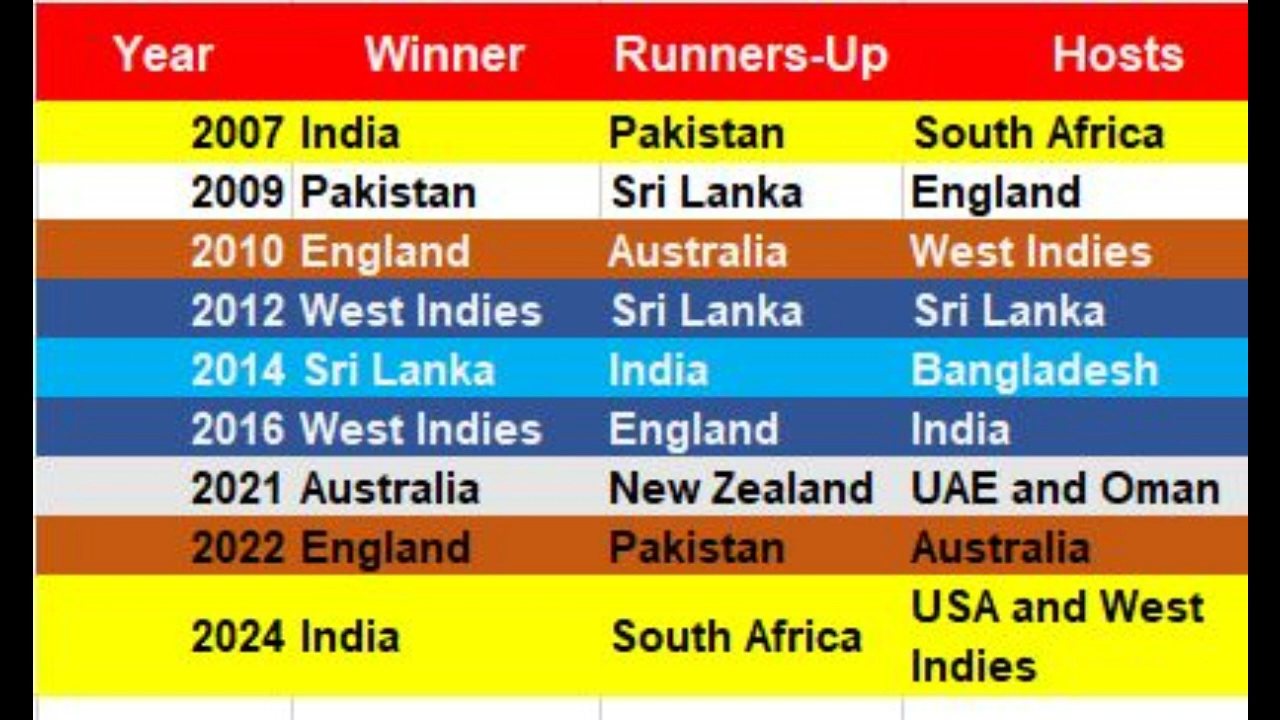 Year Winner Runners-Up Hosts
2007 India Pakistan South Africa
2009 Pakistan Sri Lanka England
2010 England Australia West Indies
2012 West Indies Sri Lanka Sri Lanka
2014 Sri Lanka India Bangladesh
2016 West Indies England India
2021 Australia New Zealand UAE and Oman
2022 England Pakistan Australia
2024 India South Africa USA and West
Indies